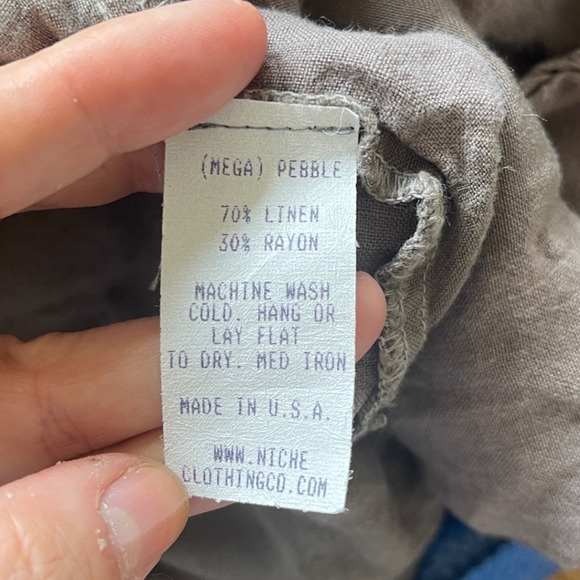 (MEGA) PEBBLE
70% LINEN
30% RAYON
MACHINE WASH
COLD. HANG OR
LAY FLAT
TO DRY. MED IRON
MADE IN U.S.A.
WWW.NICHE
CLOTHINGCO.COM